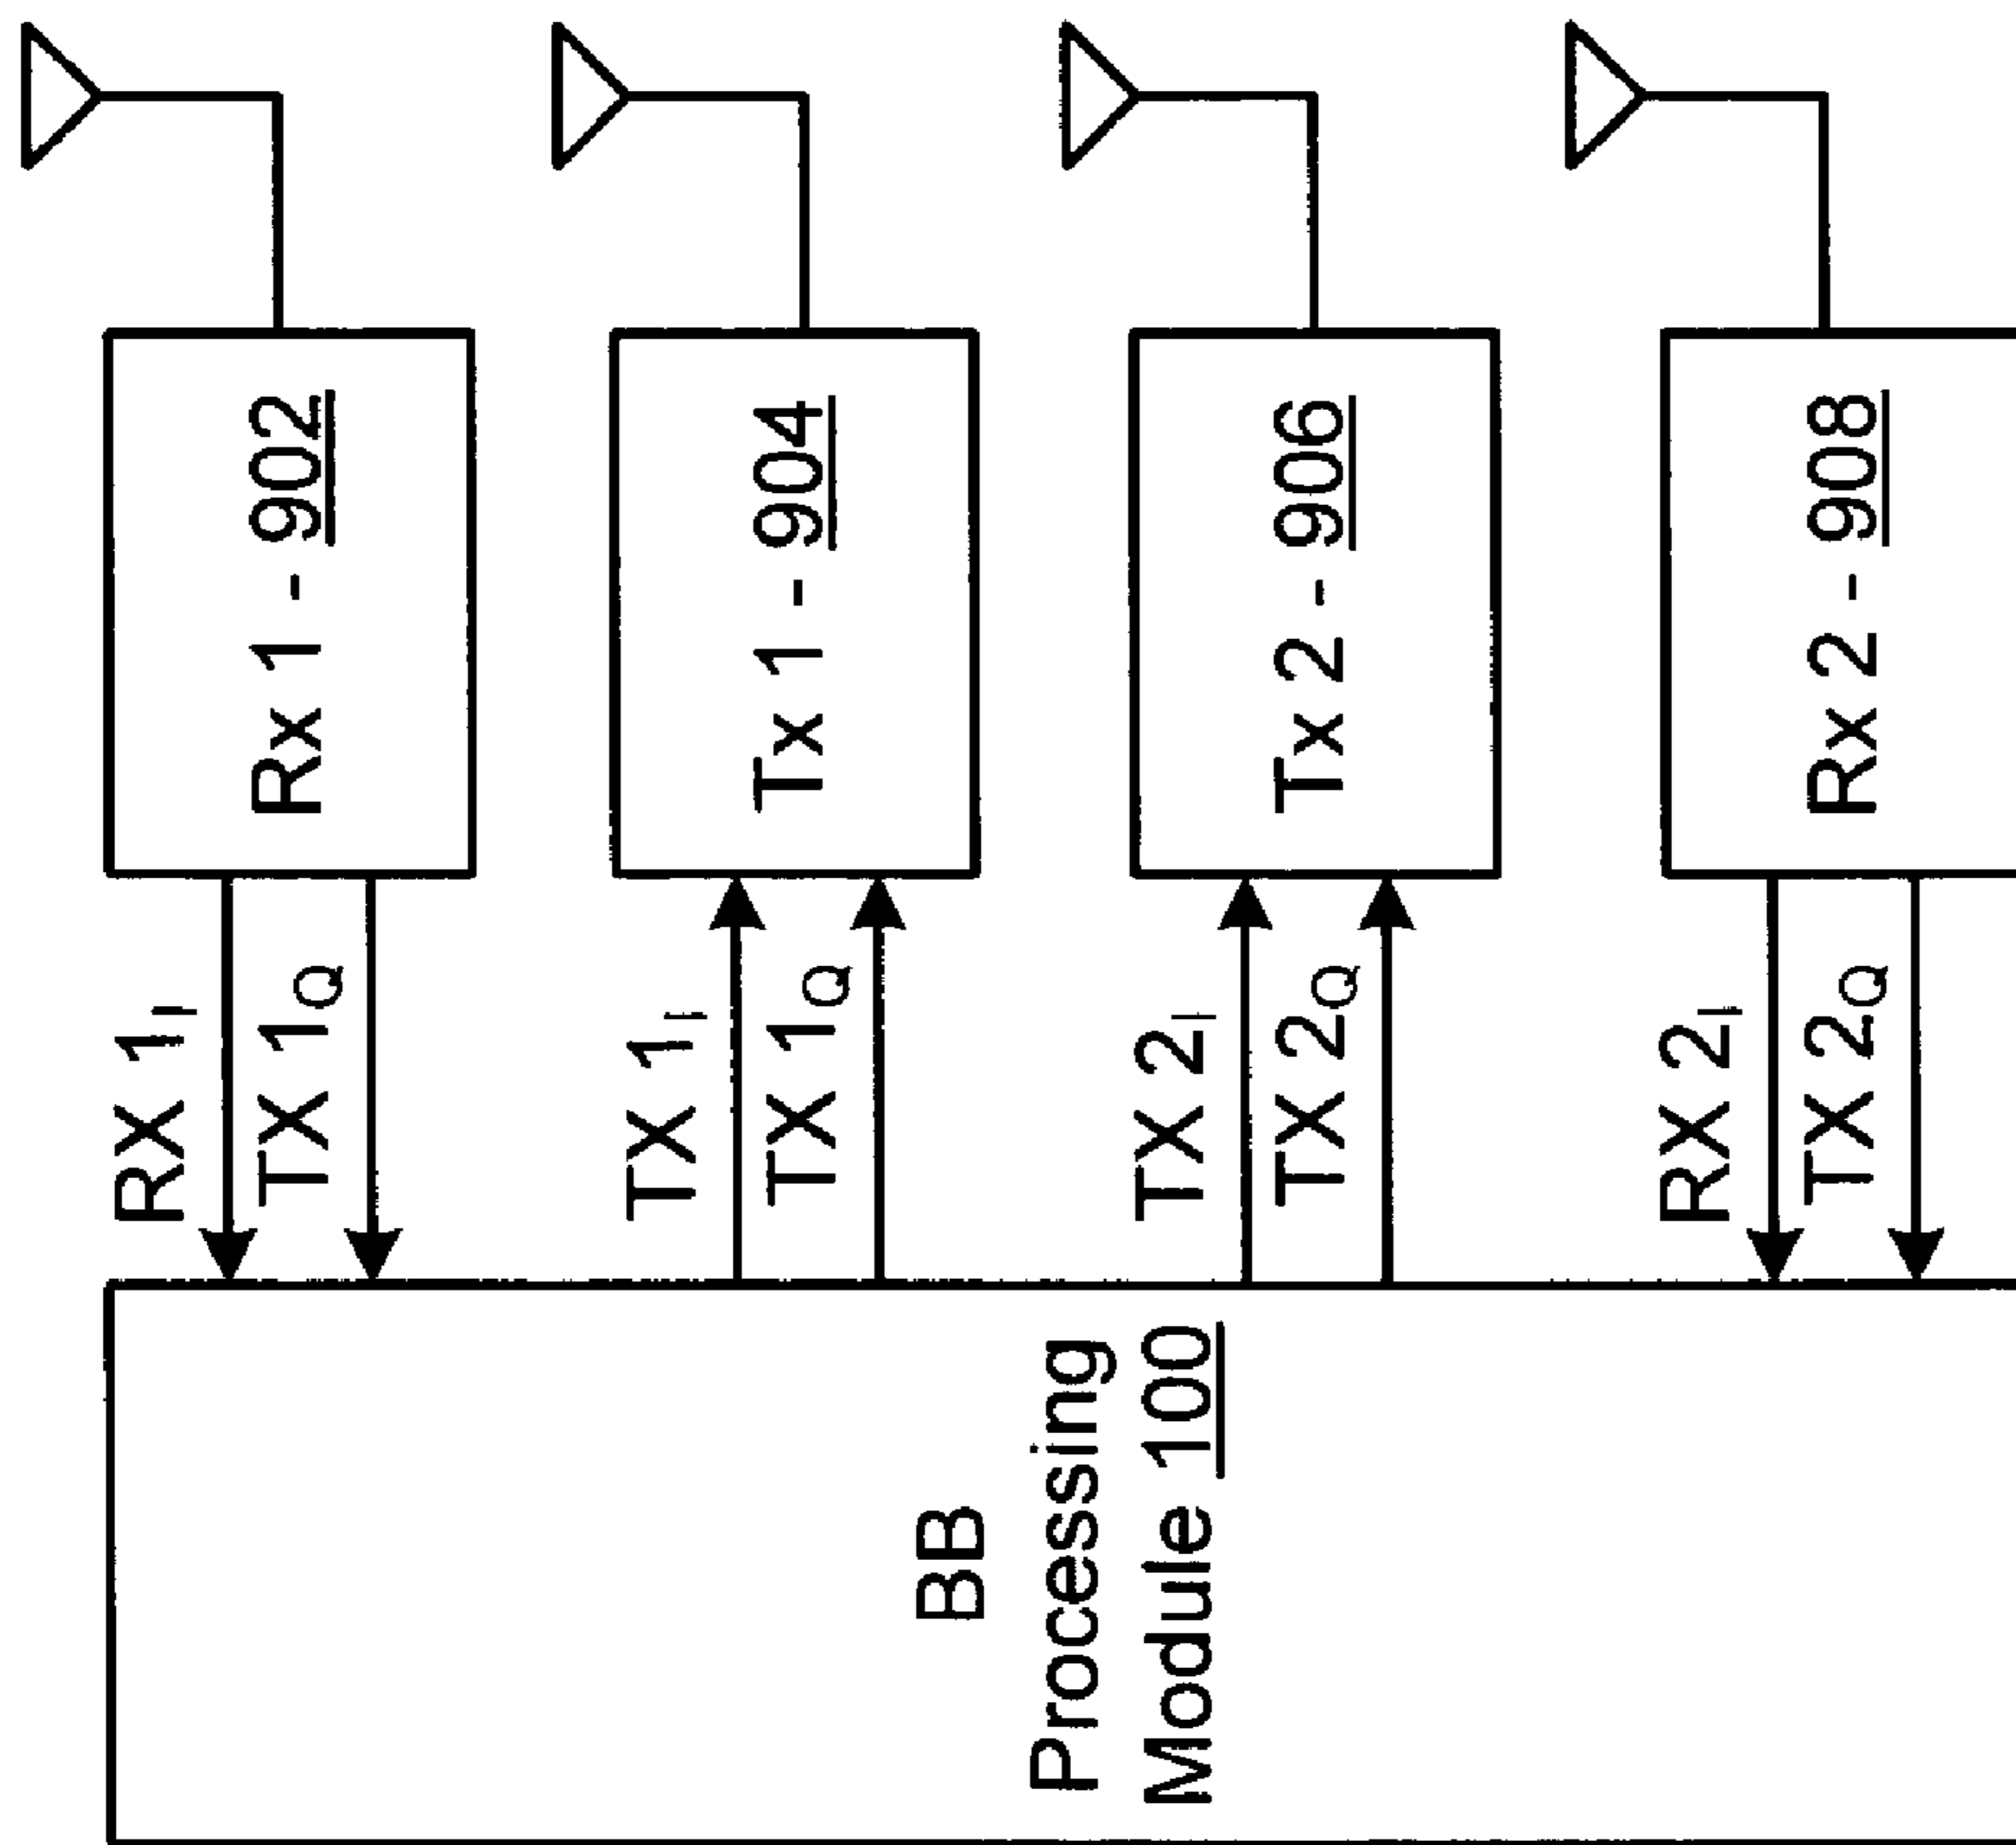 Rx 1 - 902
Tx 1 - 904
Tx 2 - 906
Rx 2 - 908
RX 1I
TX 1Q
TX 1I
TX 1Q
TX 2I
TX 2Q
RX 2I
TX 2Q
BB
Processing
Module 100